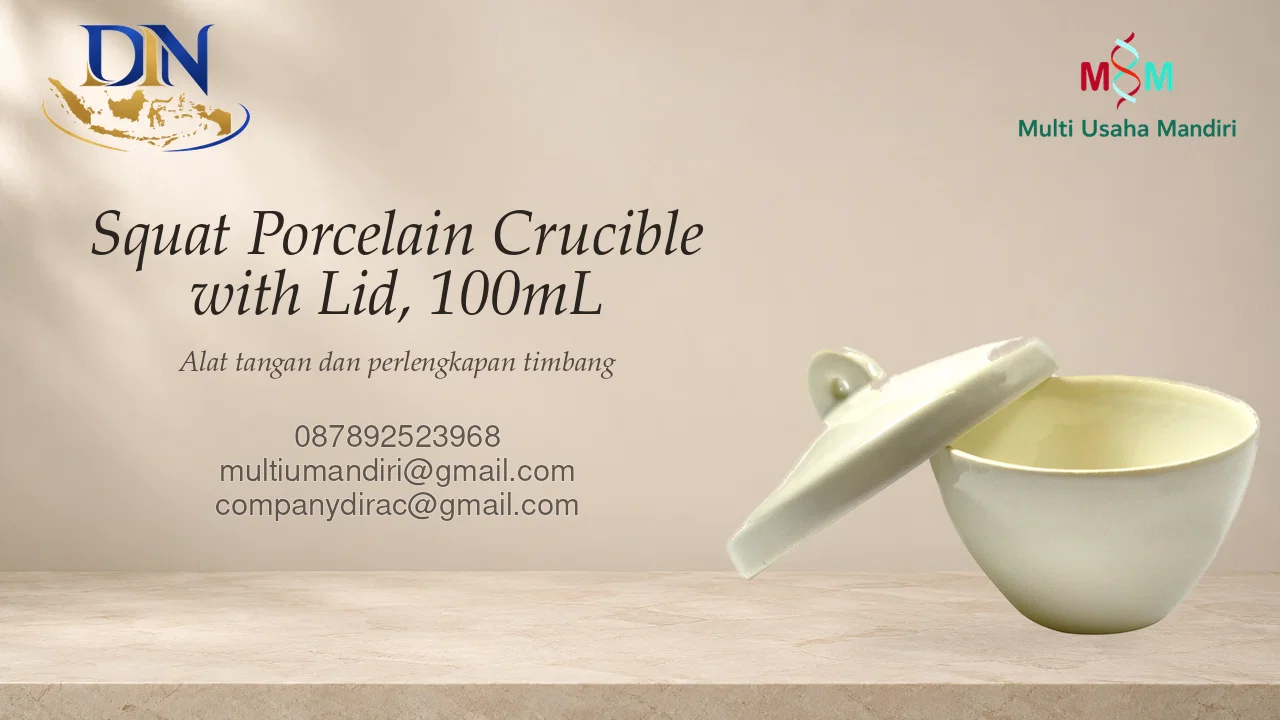 DIN
M M
Multi Usaha Mandiri
Squat Porcelain Crucible
with Lid, 100mL
Alat tangan dan perlengkapan timbang
087892523968
multiumandiri@gmail.com
companydirac@gmail.com